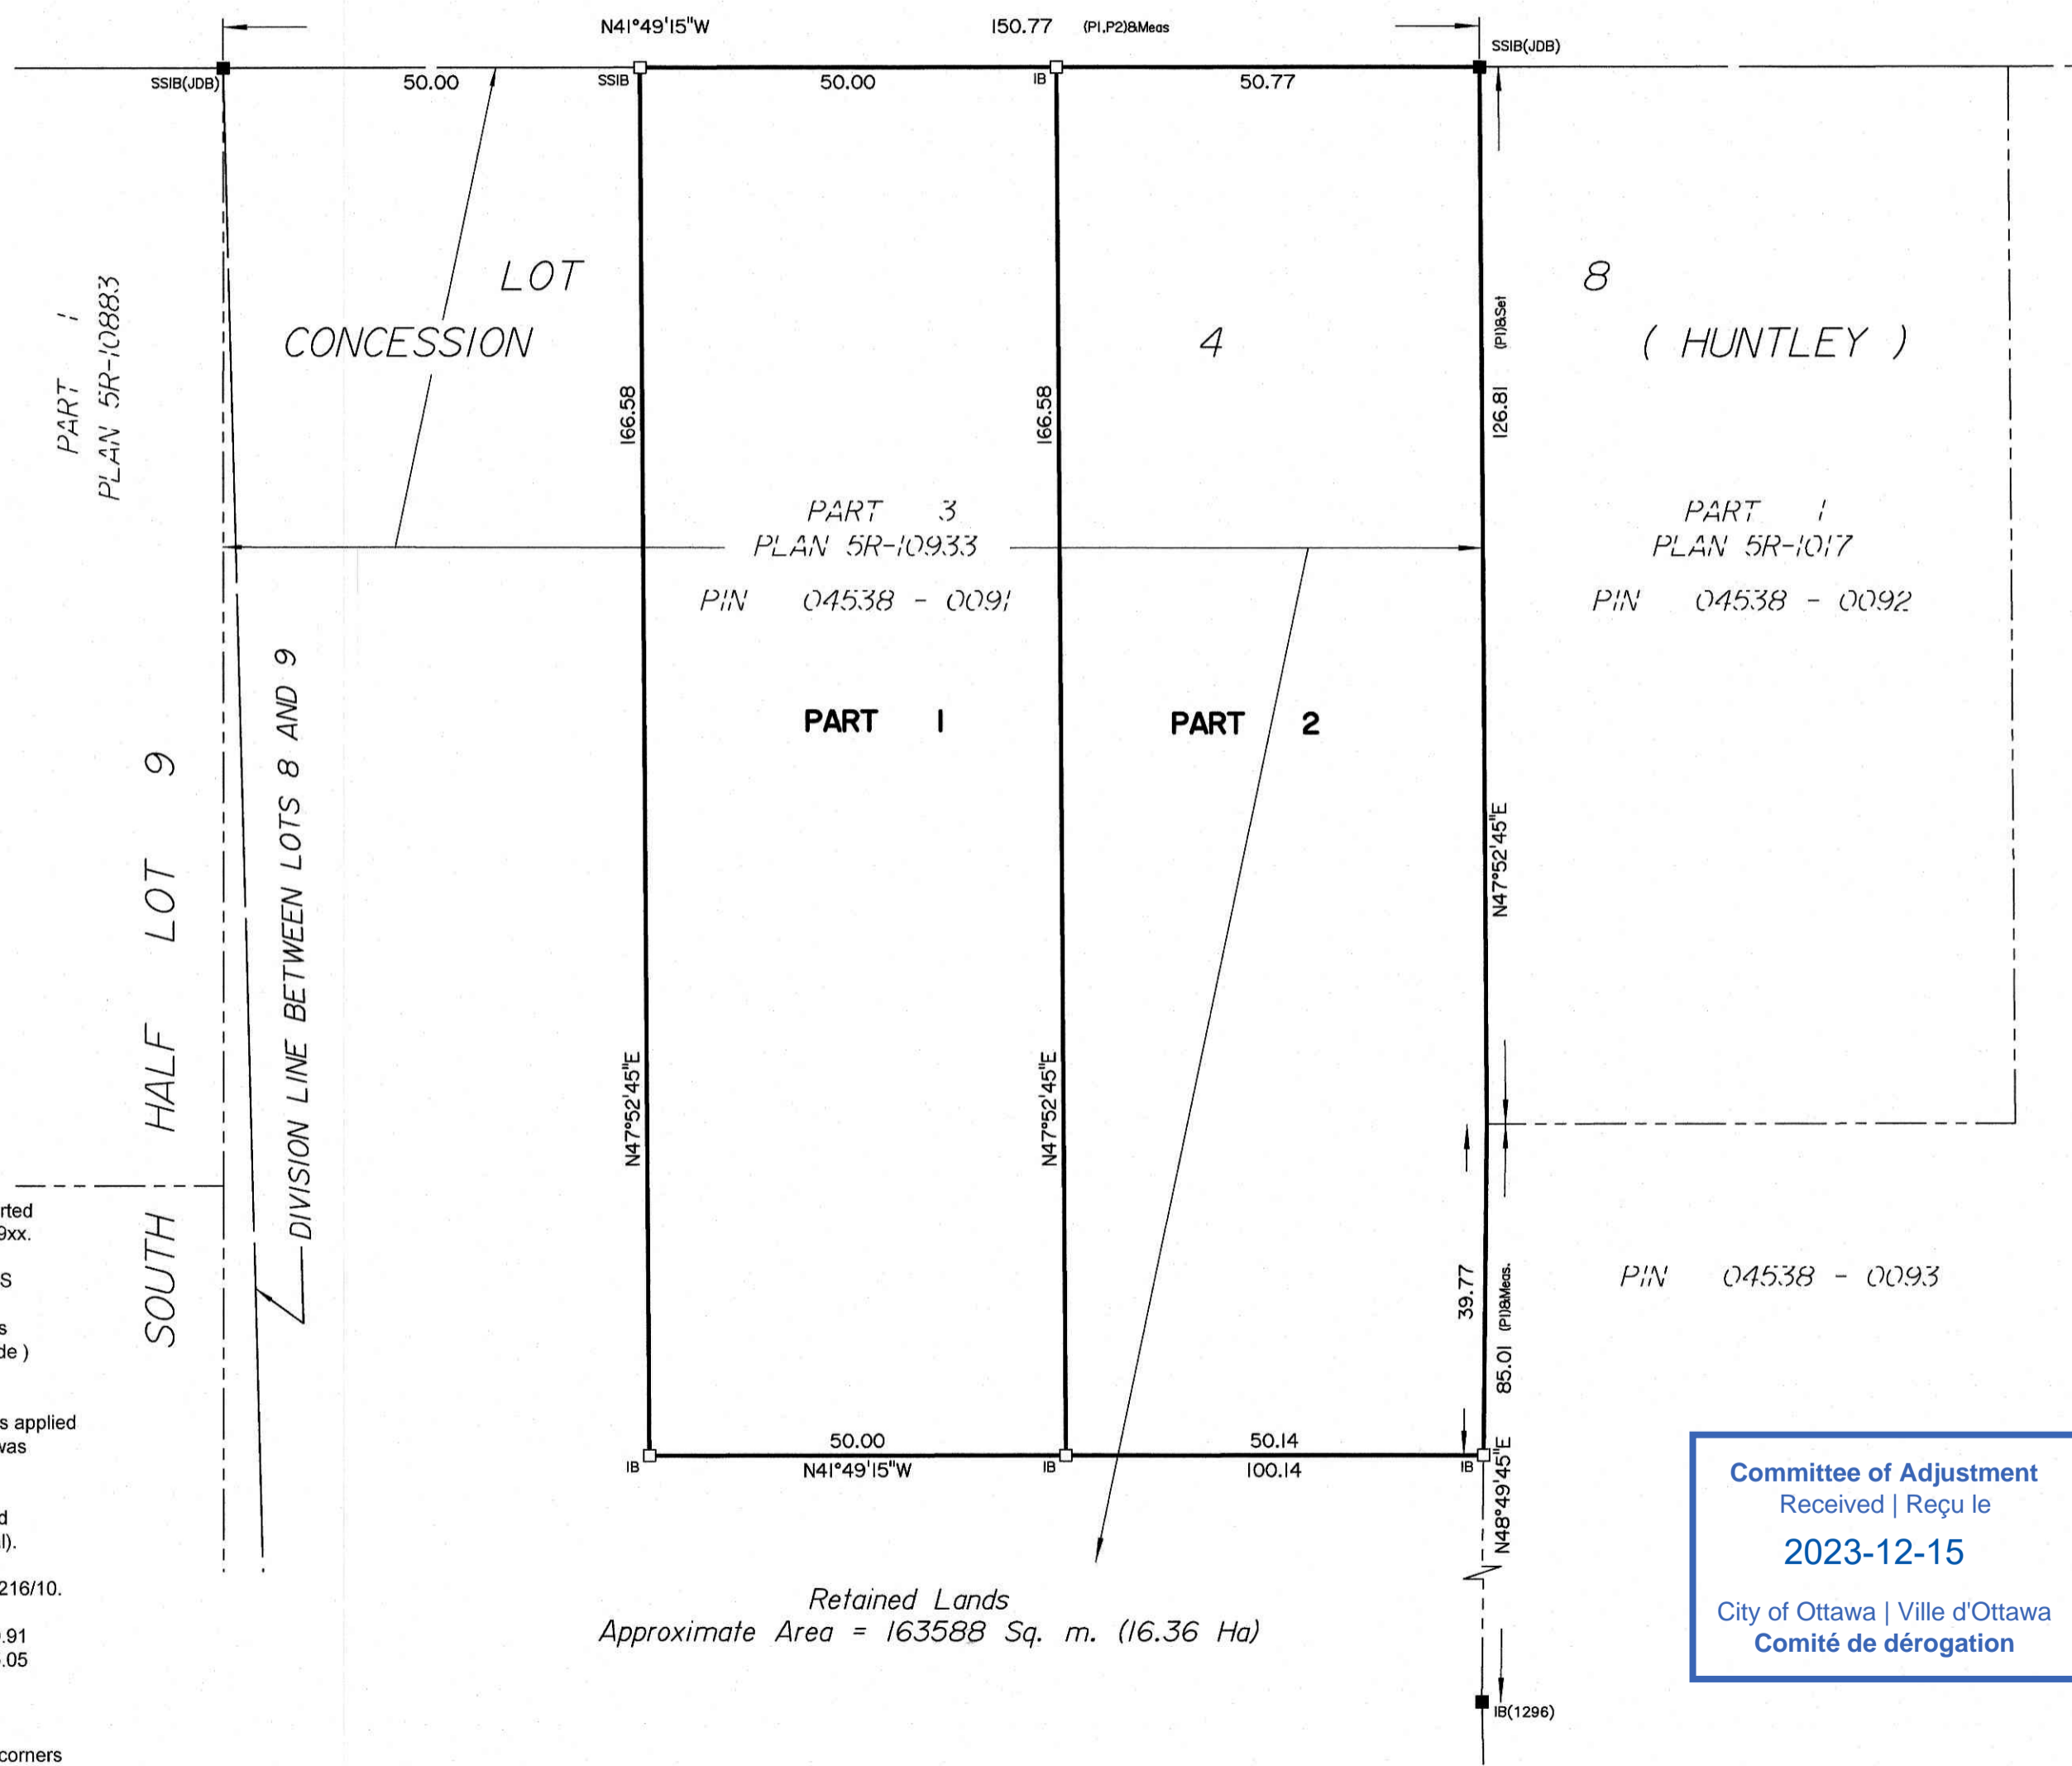 N41°49'15"W 150.77 (P1,P2)&Meas
SSIB(JDB)
SSIB(JDB) 50.00 SSIB 50.00 IB 50.77
LOT 8
CONCESSION 4 ( HUNTLEY )
PART 1
PLAN 5R-10883
166.58
166.58
126.81 (P1)&Set
PART 3
PLAN 5R-10933
PIN 04538 - 0091
PART 1
PLAN 5R-1017
PIN 04538 - 0092
PART 1
PART 2
SOUTH HALF LOT 9
DIVISION LINE BETWEEN LOTS 8 AND 9
N47°52'45"E
N47°52'45"E
N47°52'45"E
39.77
85.01 (P1)&Meas.
N48°49'45"E
PIN 04538 - 0093
50.00 50.14
IB N41°49'15"W IB 100.14 IB
Retained Lands
Approximate Area = 163588 Sq. m. (16.36 Ha)
IB(1296)
rted
9xx.
S
s
de )
s applied
was
d
l).
216/10.
.91
.05
corners
Committee of Adjustment
Received | Reçu le
2023-12-15
City of Ottawa | Ville d'Ottawa
Comité de dérogation